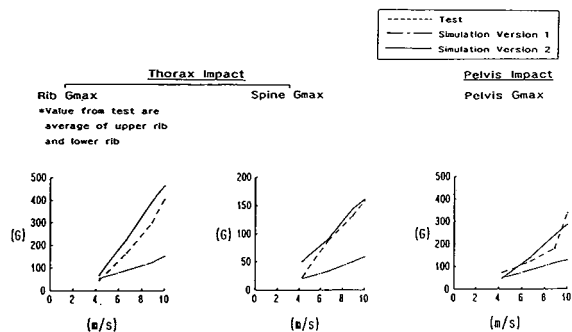 Test
Simulation Version 1
Simulation Version 2
Thorax Impact
Pelvis Impact
Rib Gmax
Spine Gmax
Pelvis Gmax
*Value from test are
average of upper rib
and lower rib
500
400
300
200
100
0
(G)
0 2 4 6 8 10
(m/s)
200
150
100
50
0
(G)
0 2 4 6 8 10
(m/s)
500
400
300
200
100
0
(G)
0 2 4 6 8 10
(m/s)